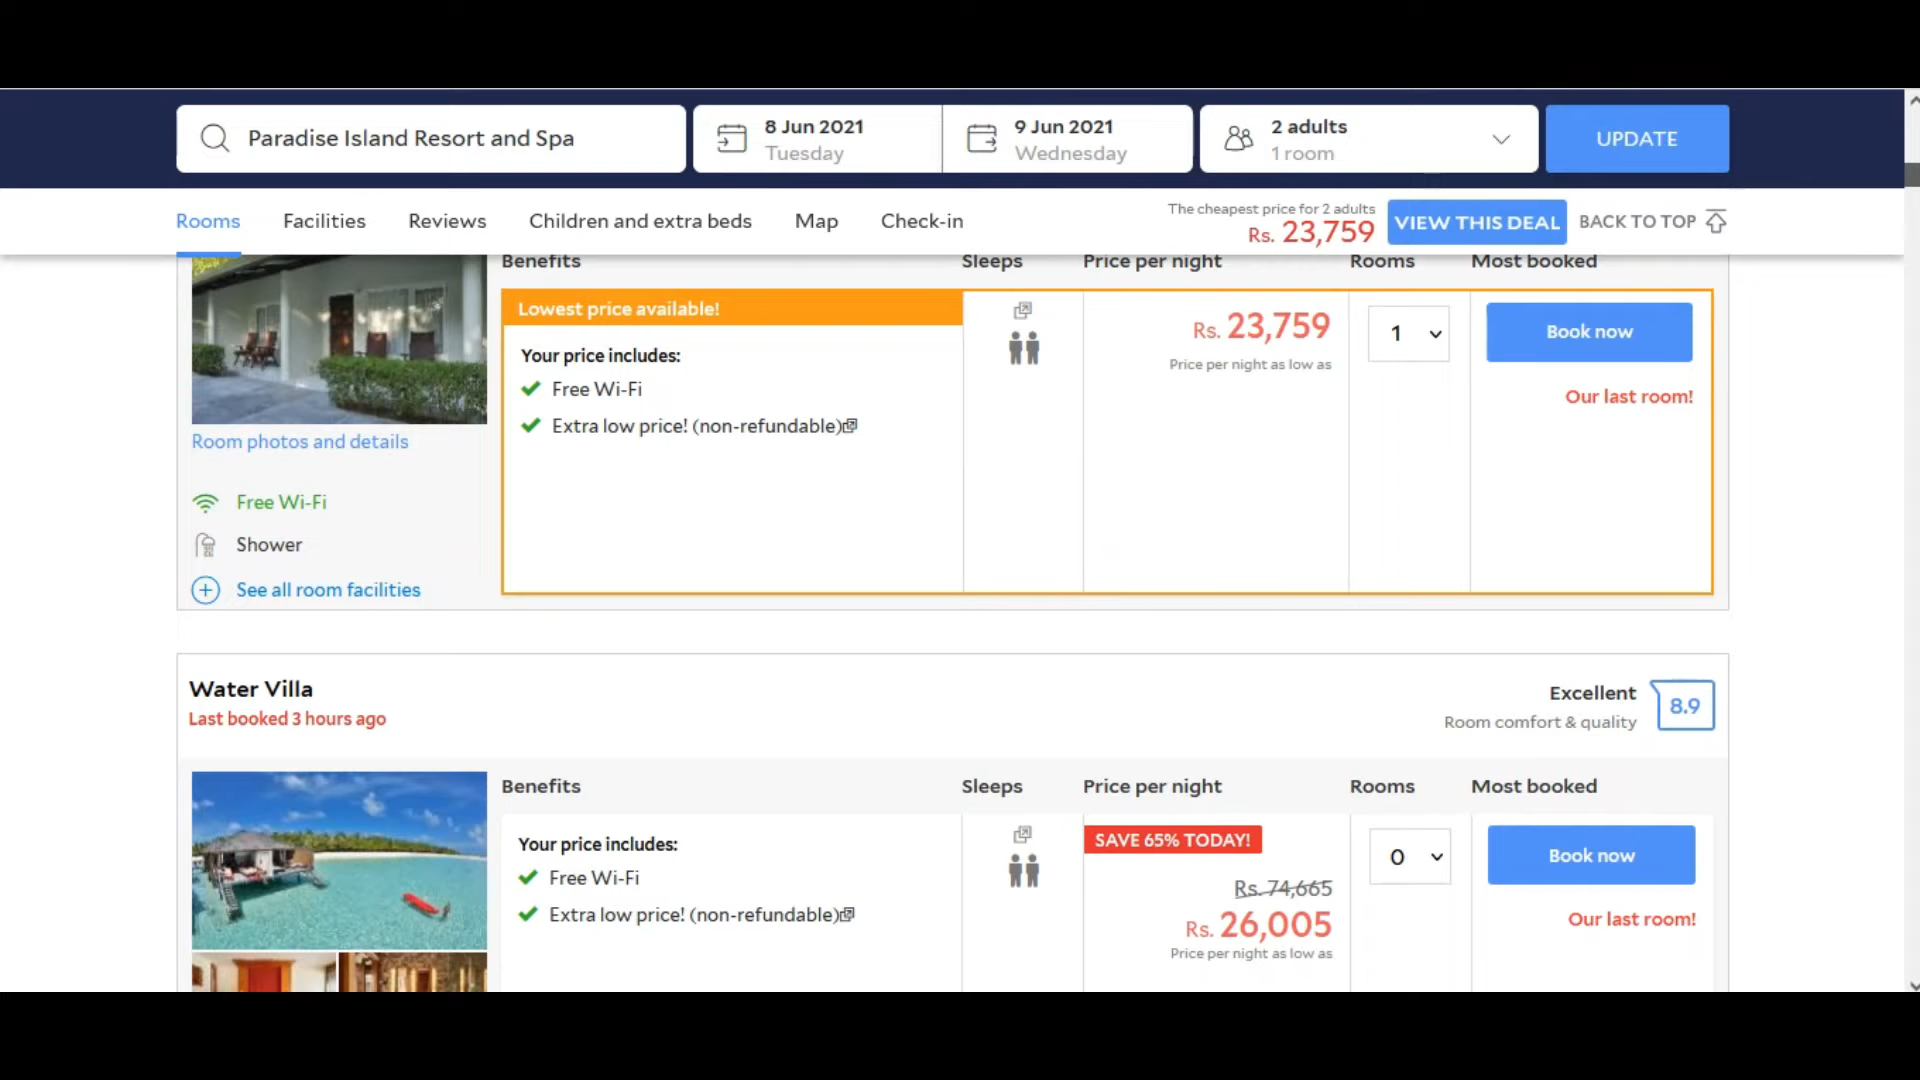 Paradise Island Resort and Spa
8 Jun 2021
Tuesday
9 Jun 2021
Wednesday
2 adults
1 room
UPDATE
Rooms
Facilities
Reviews
Children and extra beds
Map
Check-in
The cheapest price for 2 adults
Rs. 23,759
VIEW THIS DEAL
BACK TO TOP
Benefits
Sleeps
Price per night
Rooms
Most booked
Lowest price available!
Your price includes:
Free Wi-Fi
Extra low price! (non-refundable)
Rs. 23,759
Price per night as low as
1
Book now
Our last room!
Room photos and details
Free Wi-Fi
Shower
See all room facilities
Water Villa
Last booked 3 hours ago
Excellent
Room comfort & quality
8.9
Benefits
Sleeps
Price per night
Rooms
Most booked
Your price includes:
Free Wi-Fi
Extra low price! (non-refundable)
SAVE 65% TODAY!
Rs. 74,665
Rs. 26,005
Price per night as low as
0
Book now
Our last room!